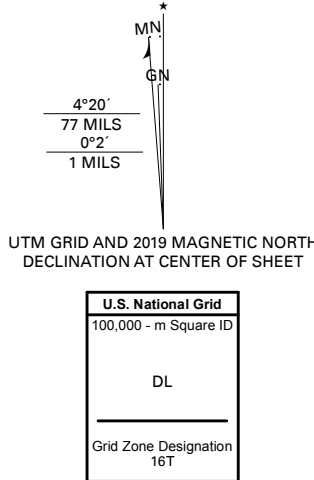 MN
GN
4°20´
77 MILS
0°2´
1 MILS
UTM GRID AND 2019 MAGNETIC NORTH
DECLINATION AT CENTER OF SHEET
U.S. National Grid
100,000 - m Square ID
DL
Grid Zone Designation
16T